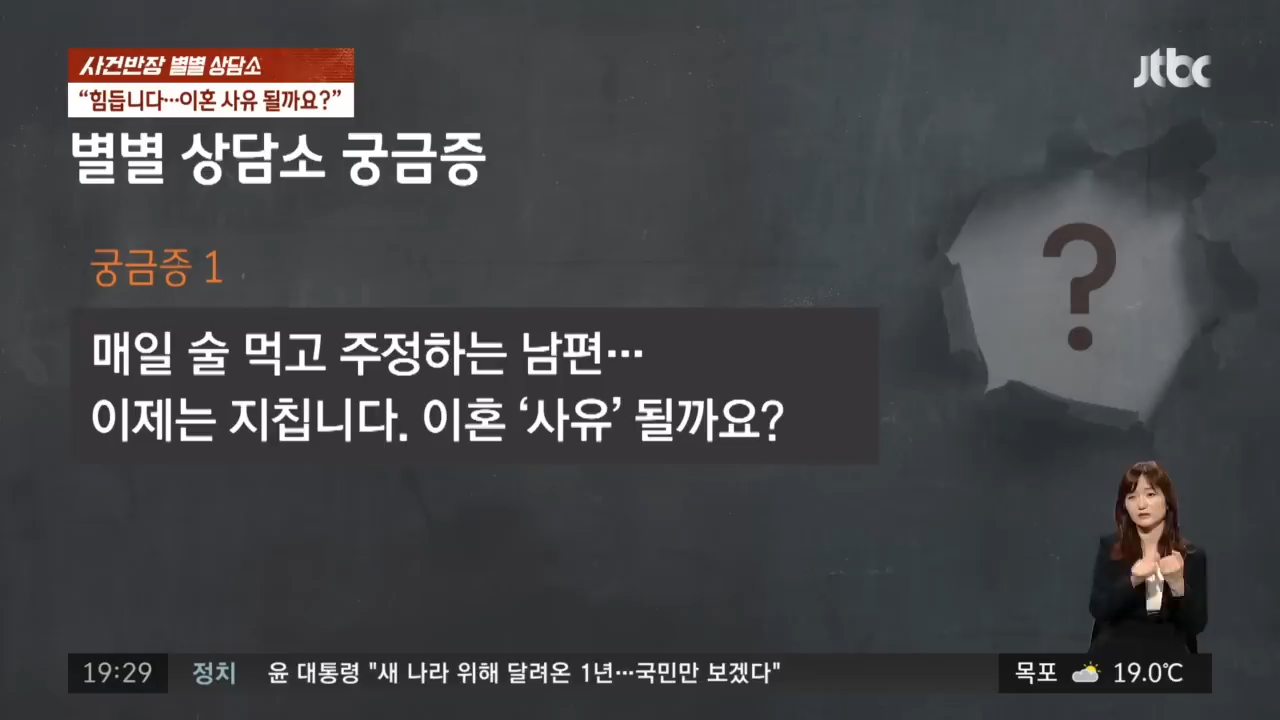 사건반장 별별 상담소
“힘듭니다…이혼 사유 될까요?”
jtbc
별별 상담소 궁금증
궁금증 1
매일 술 먹고 주정하는 남편…
이제는 지칩니다. 이혼 ‘사유’ 될까요?
?
19:29 정치 윤 대통령 "새 나라 위해 달려온 1년…국민만 보겠다" 목포 19.0℃